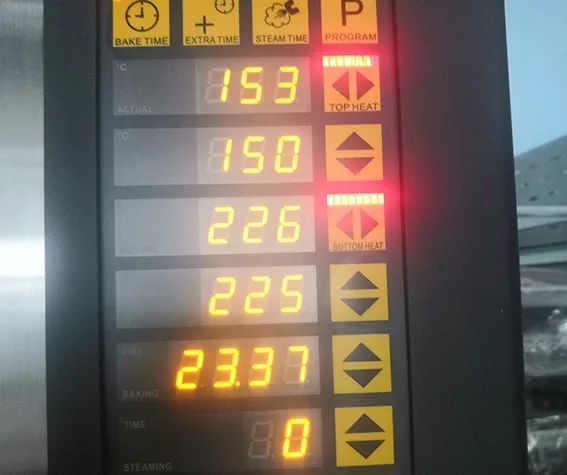 BAKE TIME
EXTRA TIME
STEAM TIME
P
PROGRAM
°C
153
ACTUAL
TOP HEAT
°C
150
226
ACTUAL
BOTTOM HEAT
225
TIME
23.37
BAKING
TIME
0
STEAMING